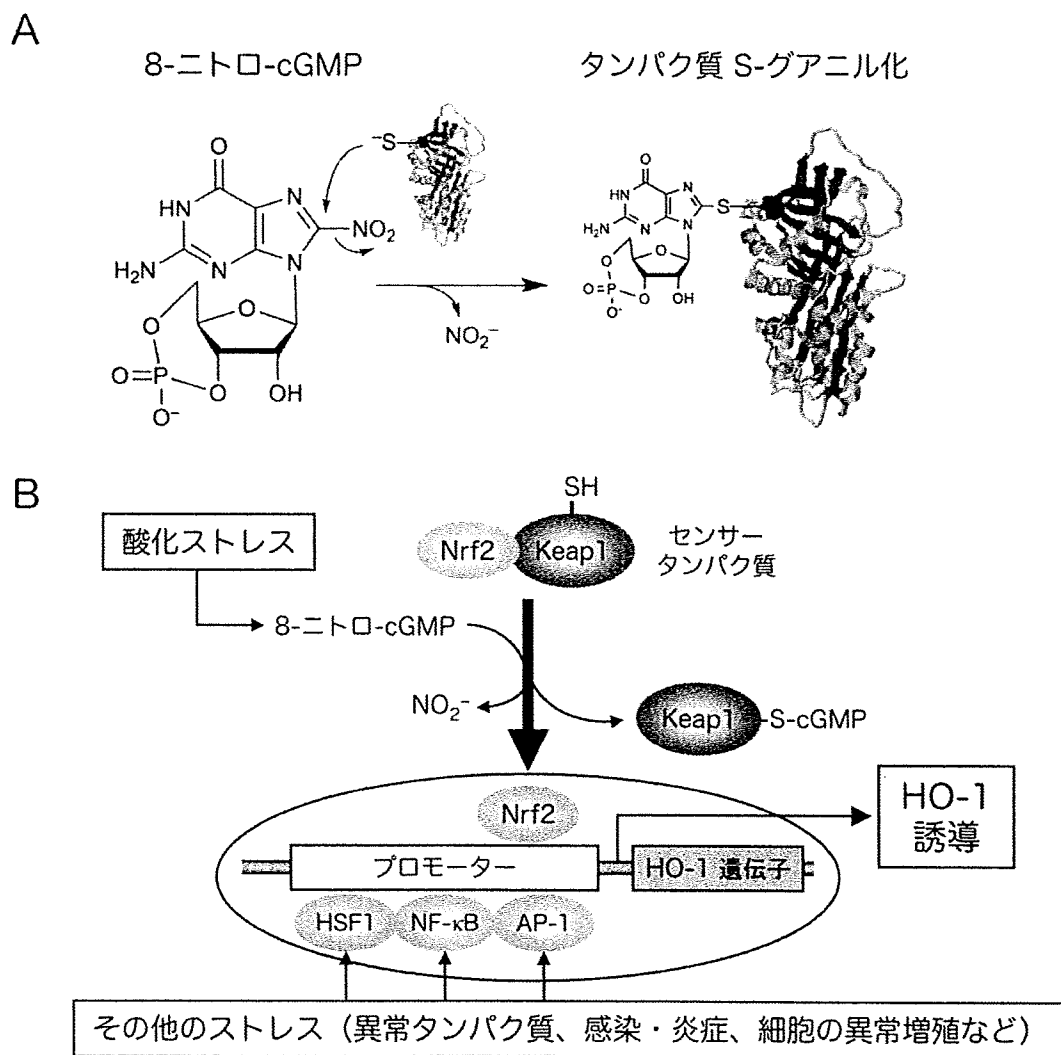 A
8-ニトロ-cGMP
タンパク質 S-グアニル化
O
HN
H₂N
N
N
N
NO₂
⁻S
O
O
O=P
O⁻
O
OH
NO₂⁻
O
HN
H₂N
N
N
N
S
O
O
O=P
O⁻
O
OH
B
酸化ストレス
SH
Nrf2
Keap1
センサー
タンパク質
8-ニトロ-cGMP
NO₂⁻
Keap1
S-cGMP
Nrf2
HO-1
誘導
プロモーター
HO-1 遺伝子
HSF1
NF-κB
AP-1
その他のストレス（異常タンパク質、感染・炎症、細胞の異常増殖など）